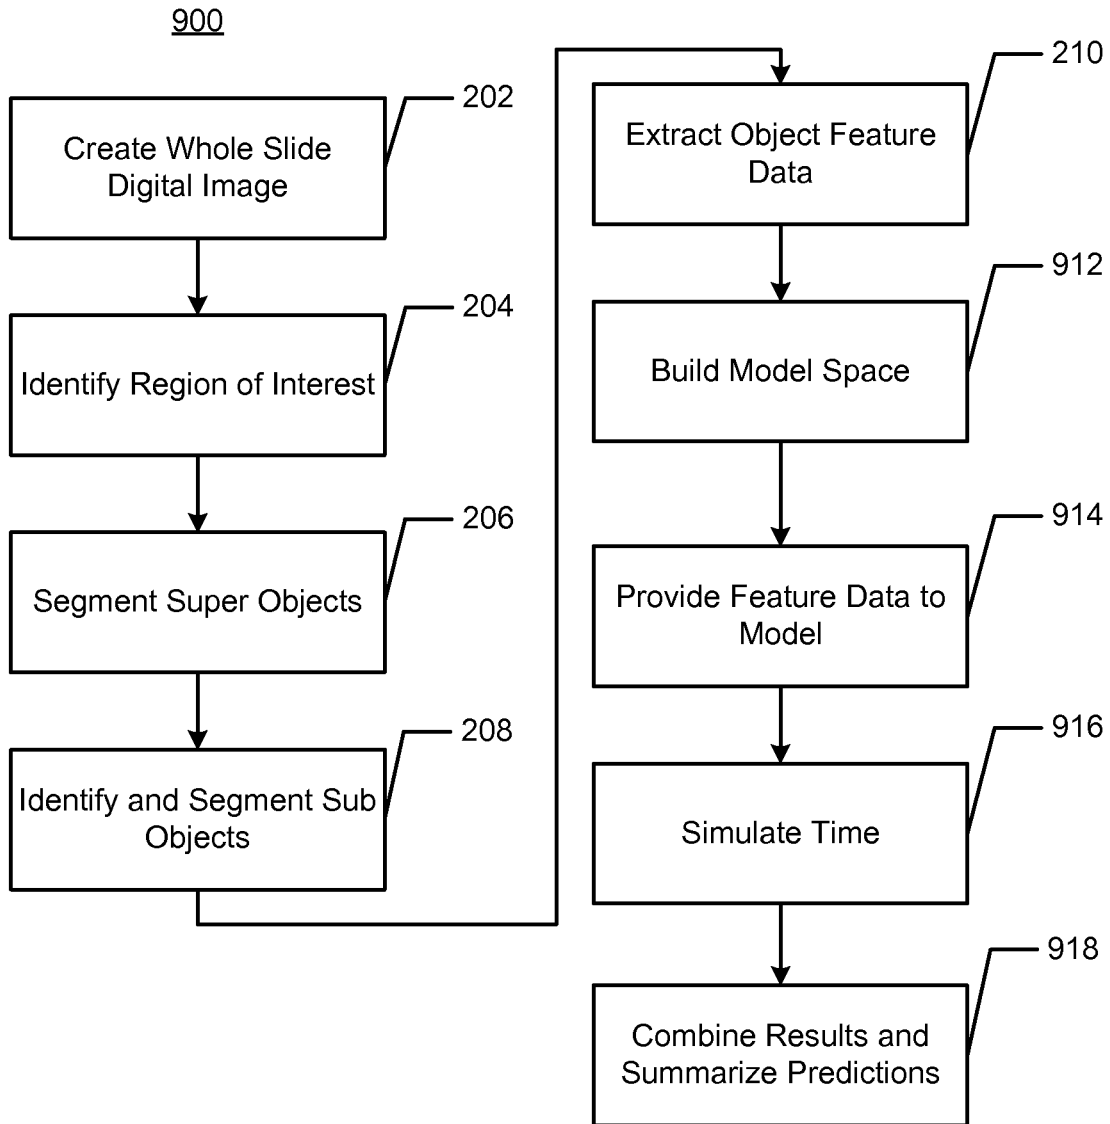 900
202
Create Whole Slide
Digital Image
204
Identify Region of Interest
206
Segment Super Objects
208
Identify and Segment Sub
Objects
210
Extract Object Feature
Data
912
Build Model Space
914
Provide Feature Data to
Model
916
Simulate Time
918
Combine Results and
Summarize Predictions